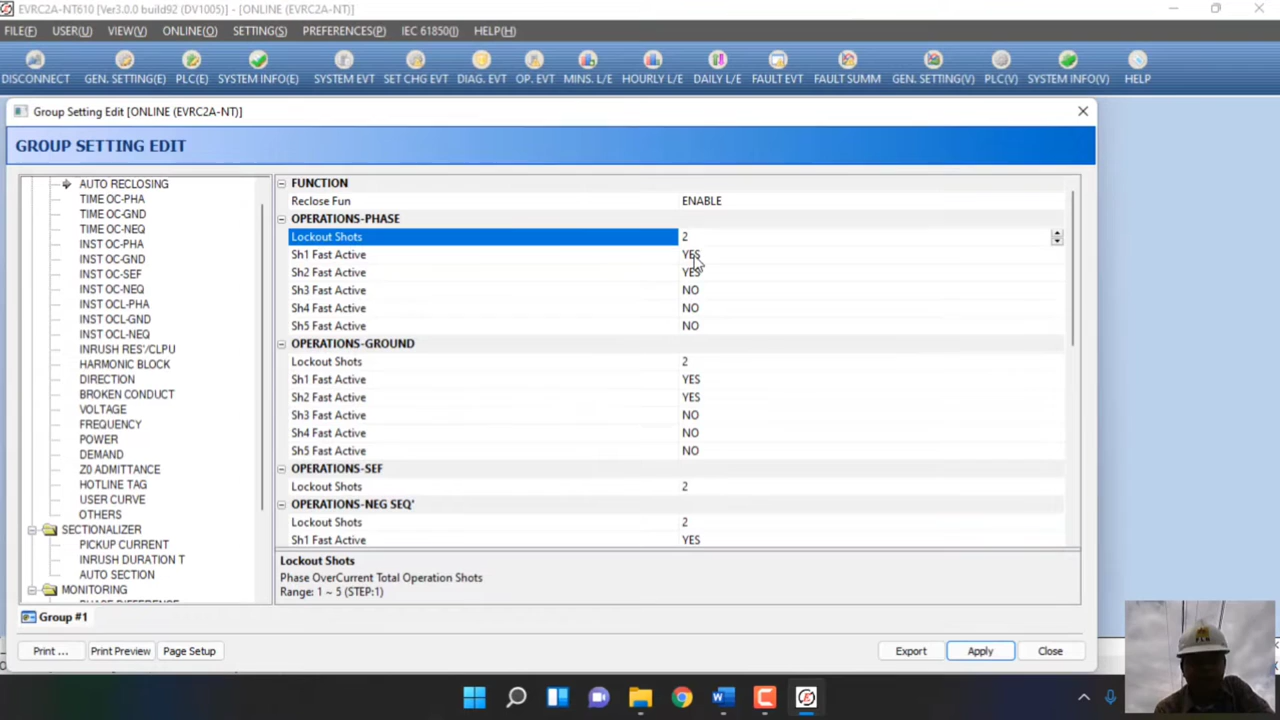 EVRC2A-NT610 [Ver3.0.0 build92 (DV1005)] - [ONLINE (EVRC2A-NT)]
FILE(F) USER(U) VIEW(V) ONLINE(O) SETTING(S) PREFERENCES(P) IEC 61850(I) HELP(H)
DISCONNECT GEN. SETTING(E) PLC(E) SYSTEM INFO(E) SYSTEM EVT SET CHG EVT DIAG. EVT OP. EVT MINS. L/E HOURLY L/E DAILY L/E FAULT EVT FAULT SUMM GEN. SETTING(V) PLC(V) SYSTEM INFO(V) HELP
Group Setting Edit [ONLINE (EVRC2A-NT)]
GROUP SETTING EDIT
AUTO RECLOSING
TIME OC-PHA
TIME OC-GND
TIME OC-NEQ
INST OC-PHA
INST OC-GND
INST OC-SEF
INST OC-NEQ
INST OCL-PHA
INST OCL-GND
INST OCL-NEQ
INRUSH RES'/CLPU
HARMONIC BLOCK
DIRECTION
BROKEN CONDUCT
VOLTAGE
FREQUENCY
POWER
DEMAND
Z0 ADMITTANCE
HOTLINE TAG
USER CURVE
OTHERS
SECTIONALIZER
PICKUP CURRENT
INRUSH DURATION T
AUTO SECTION
MONITORING
PHASE DIFFERENCE
FUNCTION
Reclose Fun ENABLE
OPERATIONS-PHASE
Lockout Shots 2
Sh1 Fast Active YES
Sh2 Fast Active YES
Sh3 Fast Active NO
Sh4 Fast Active NO
Sh5 Fast Active NO
OPERATIONS-GROUND
Lockout Shots 2
Sh1 Fast Active YES
Sh2 Fast Active YES
Sh3 Fast Active NO
Sh4 Fast Active NO
Sh5 Fast Active NO
OPERATIONS-SEF
Lockout Shots 2
OPERATIONS-NEG SEQ'
Lockout Shots 2
Sh1 Fast Active YES
Lockout Shots
Phase OverCurrent Total Operation Shots
Range: 1 ~ 5 (STEP:1)
Group #1
Print ... Print Preview Page Setup Export Apply Close